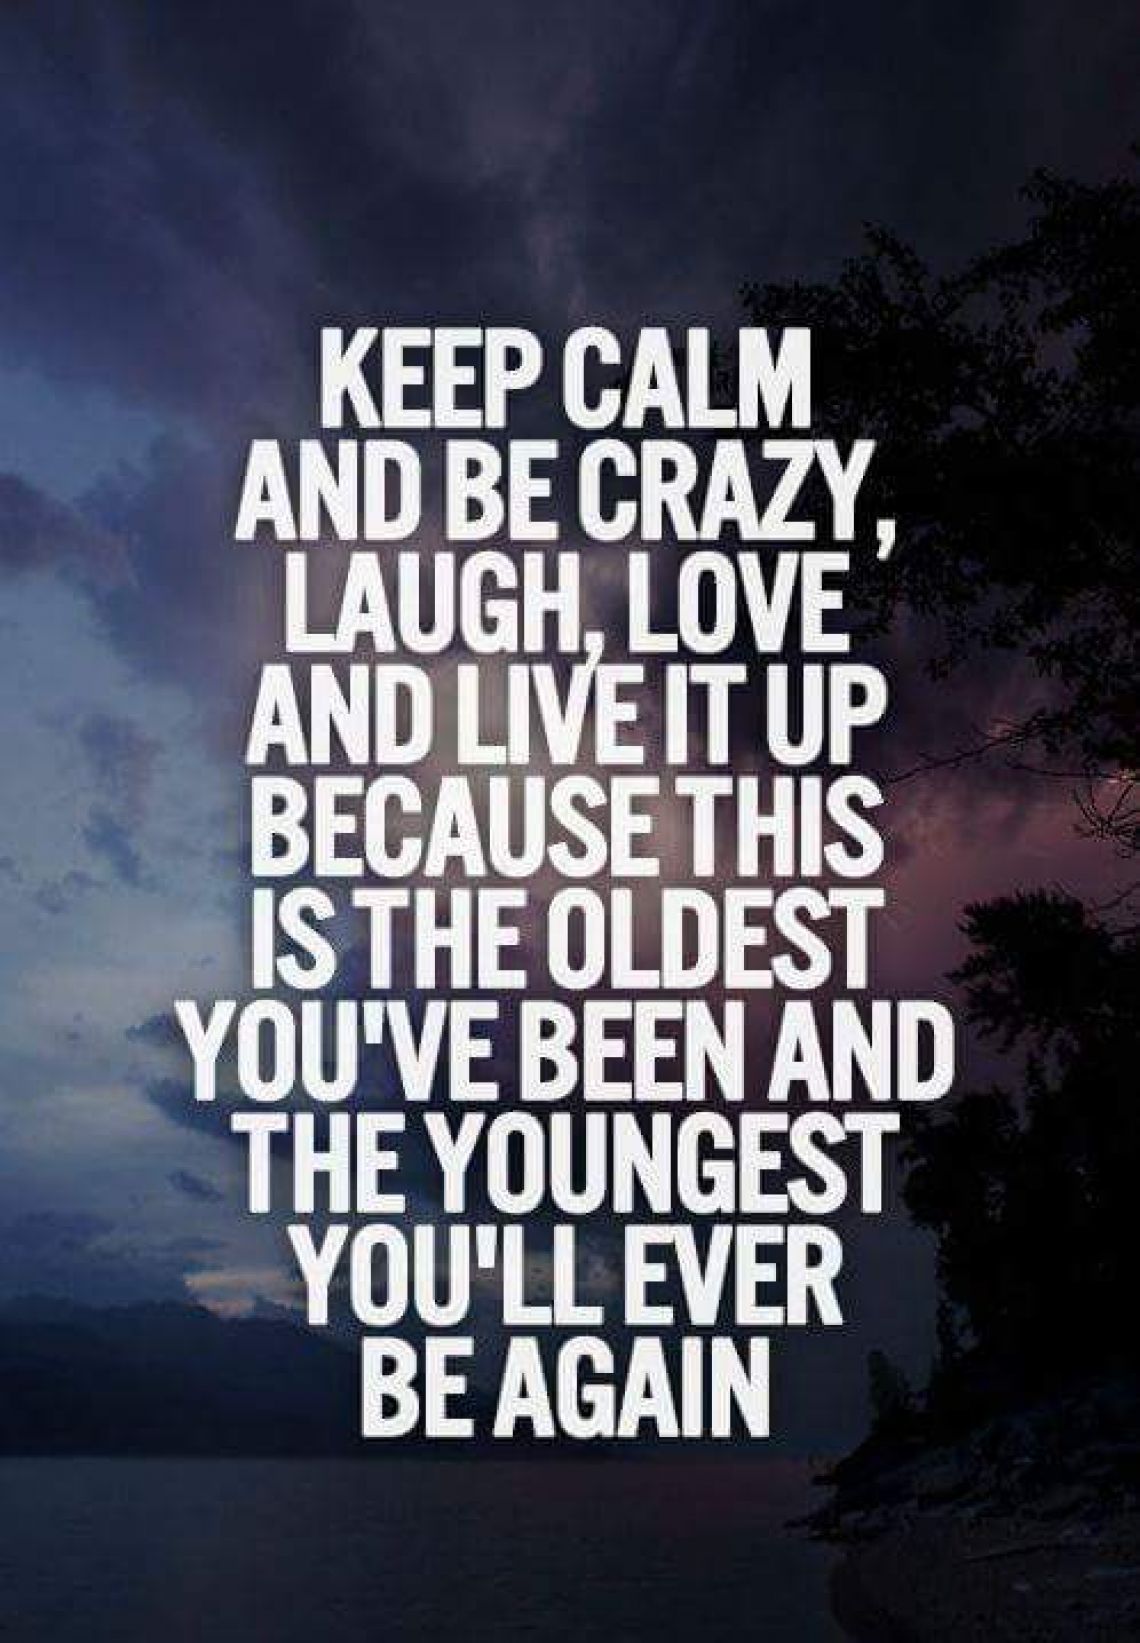 KEEP CALM
AND BE CRAZY,
LAUGH, LOVE
AND LIVE IT UP
BECAUSE THIS
IS THE OLDEST
YOU'VE BEEN AND
THE YOUNGEST
YOU'LL EVER
BE AGAIN